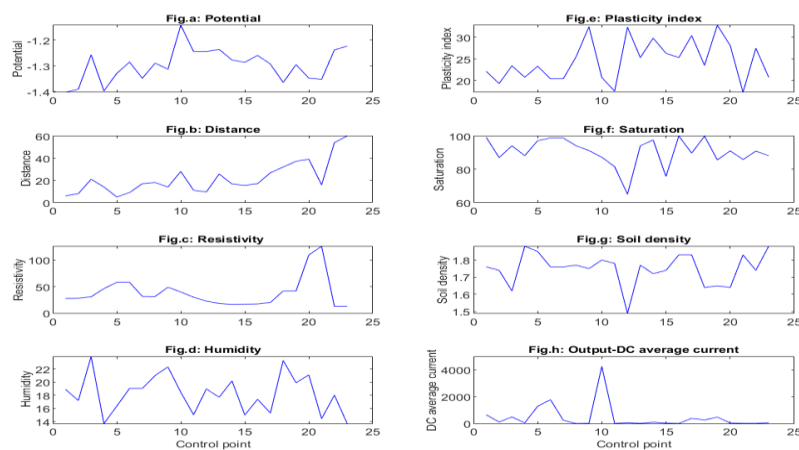 Fig.a: Potential
Potential
-1.2
-1.3
-1.4
0 5 10 15 20 25
Fig.b: Distance
Distance
60
40
20
0
0 5 10 15 20 25
Fig.c: Resistivity
Resistivity
100
50
0
0 5 10 15 20 25
Fig.d: Humidity
Humidity
22
20
18
16
14
0 5 10 15 20 25
Control point
Fig.e: Plasticity index
Plasticity index
30
25
20
0 5 10 15 20 25
Fig.f: Saturation
Saturation
100
80
60
0 5 10 15 20 25
Fig.g: Soil density
Soil density
1.8
1.7
1.6
1.5
0 5 10 15 20 25
Fig.h: Output-DC average current
DC average current
4000
2000
0
0 5 10 15 20 25
Control point